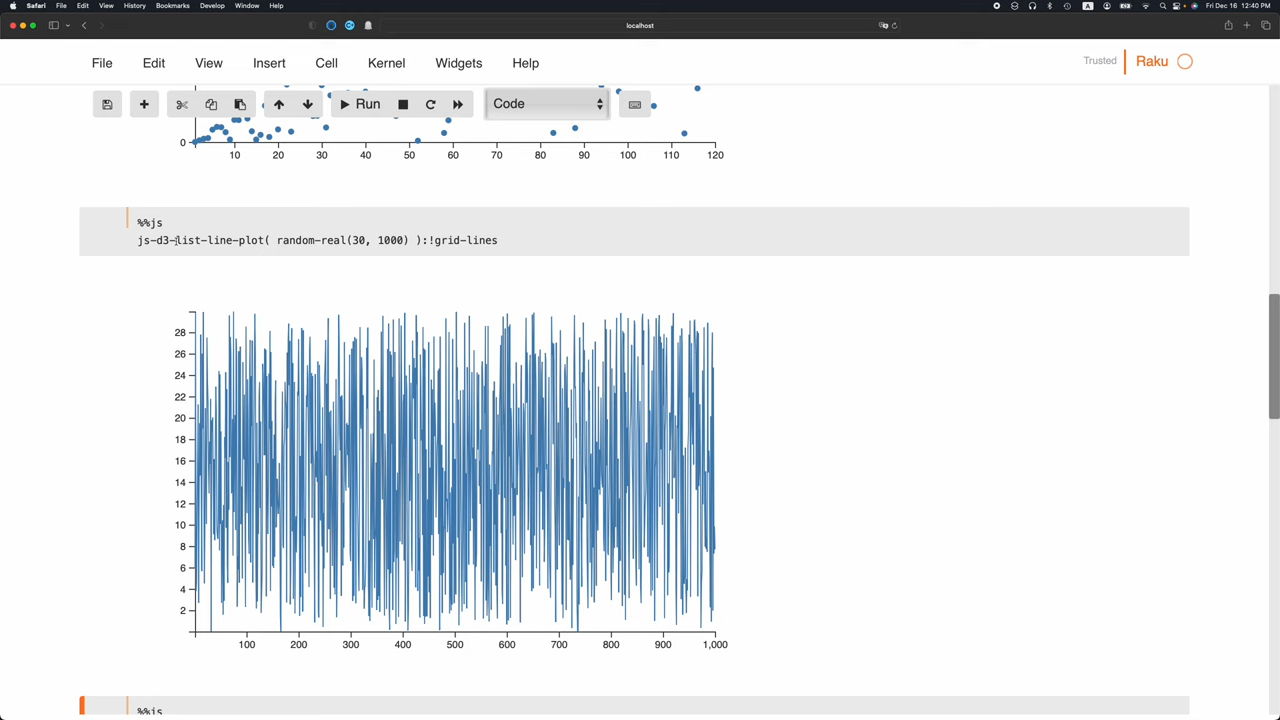 Safari File Edit View History Bookmarks Develop Window Help
A
Fri Dec 16 12:40 PM
localhost
File Edit View Insert Cell Kernel Widgets Help
Trusted
Raku
Run
Code
0
10 20 30 40 50 60 70 80 90 100 110 120
%%js
js-d3-list-line-plot( random-real(30, 1000) ):!grid-lines
28
26
24
22
20
18
16
14
12
10
8
6
4
2
100 200 300 400 500 600 700 800 900 1,000
%%js